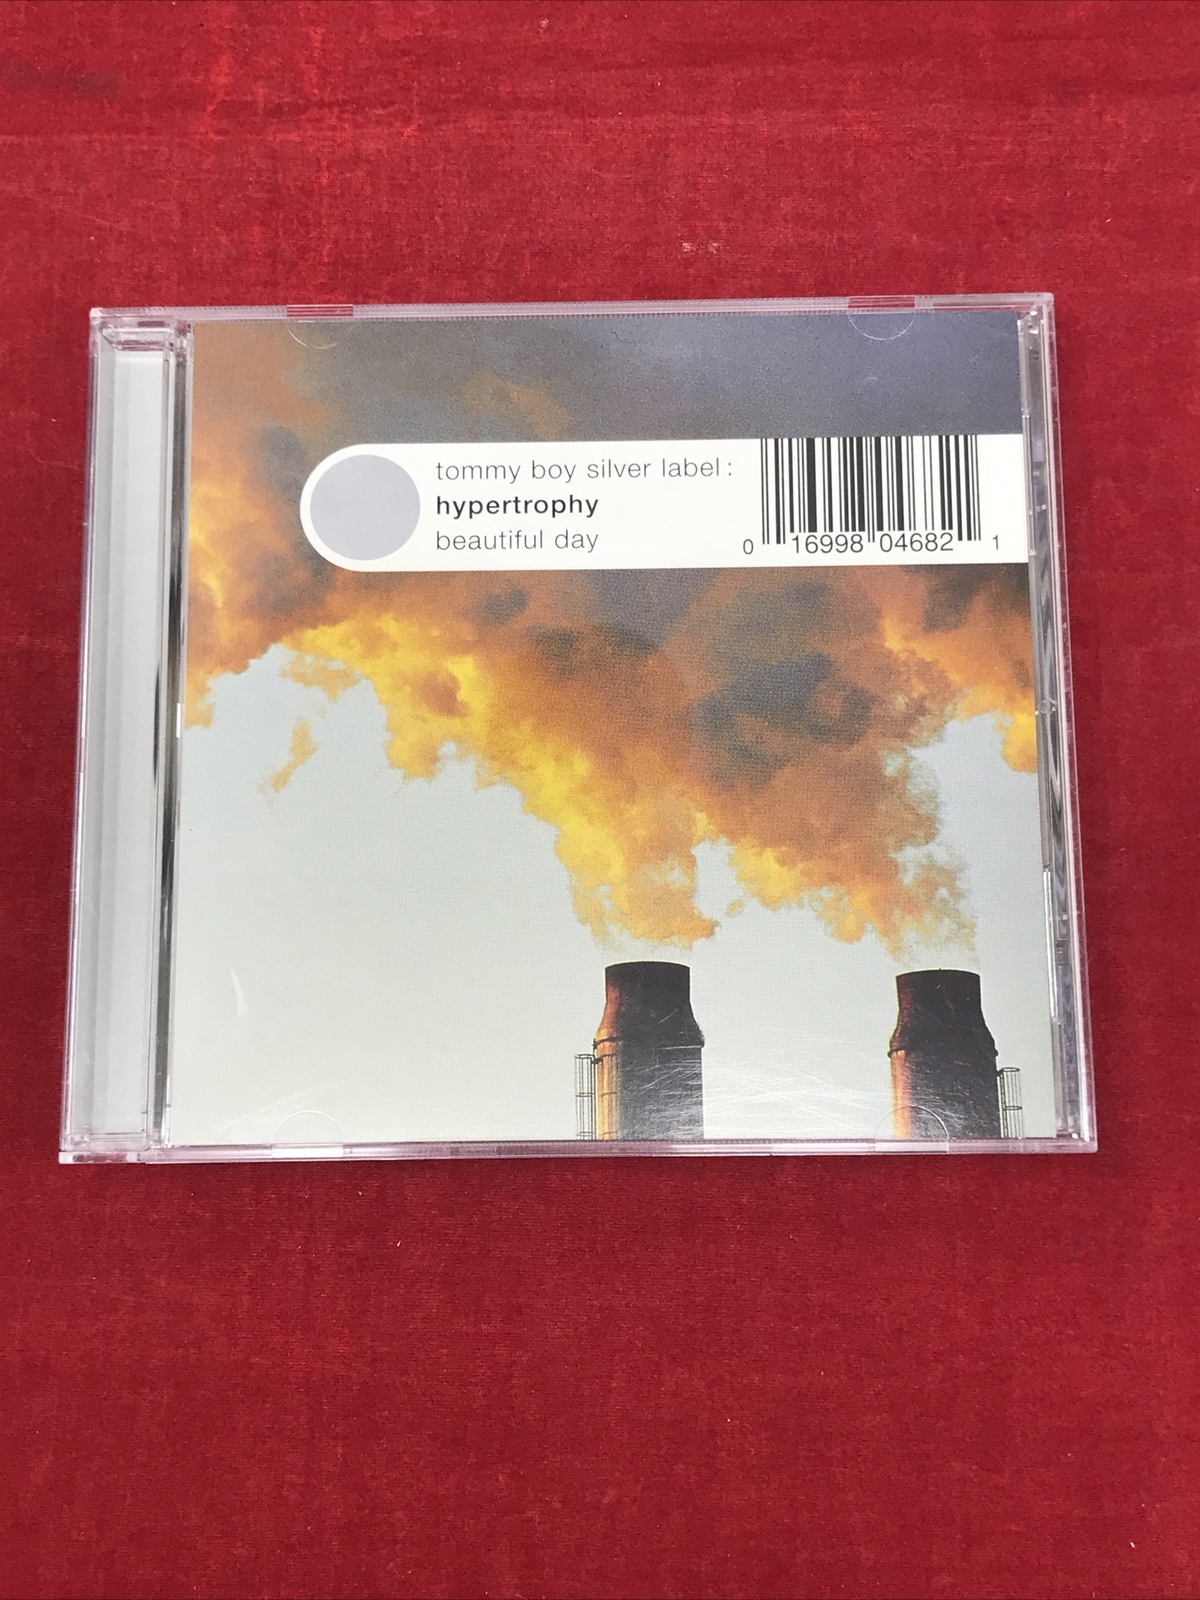 tommy boy silver label :
hypertrophy
beautiful day
0 16998 04682 1